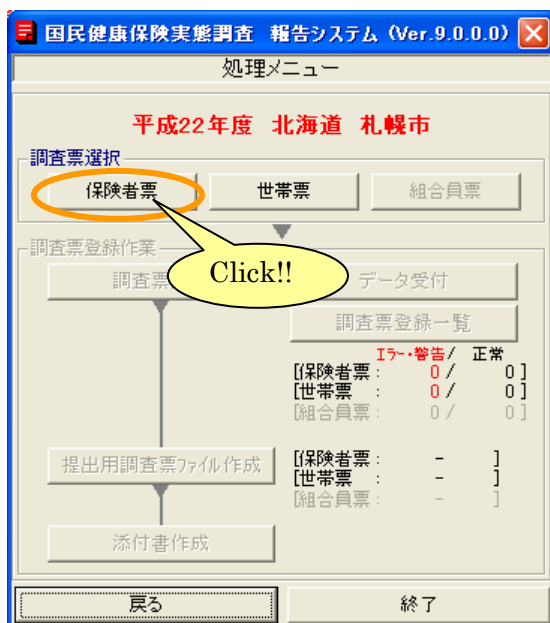 国民健康保険実態調査 報告システム (Ver.9.0.0.0)
処理メニュー
平成22年度 北海道 札幌市
調査票選択
保険者票 世帯票 組合員票
調査票登録作業
調査票
Click!!
データ受付
調査票登録一覧
エラー・警告/ 正常
[保険者票: 0/ 0]
[世帯票 : 0/ 0]
[組合員票: 0/ 0]
提出用調査票ファイル作成
[保険者票: - ]
[世帯票 : - ]
[組合員票: - ]
添付書作成
戻る 終了